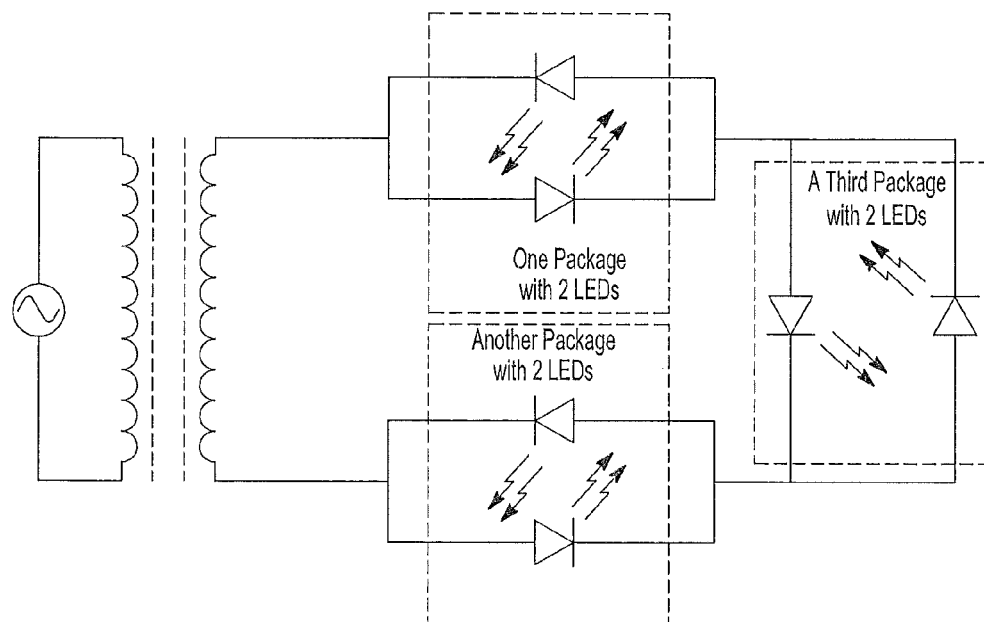 One Package
with 2 LEDs
Another Package
with 2 LEDs
A Third Package
with 2 LEDs